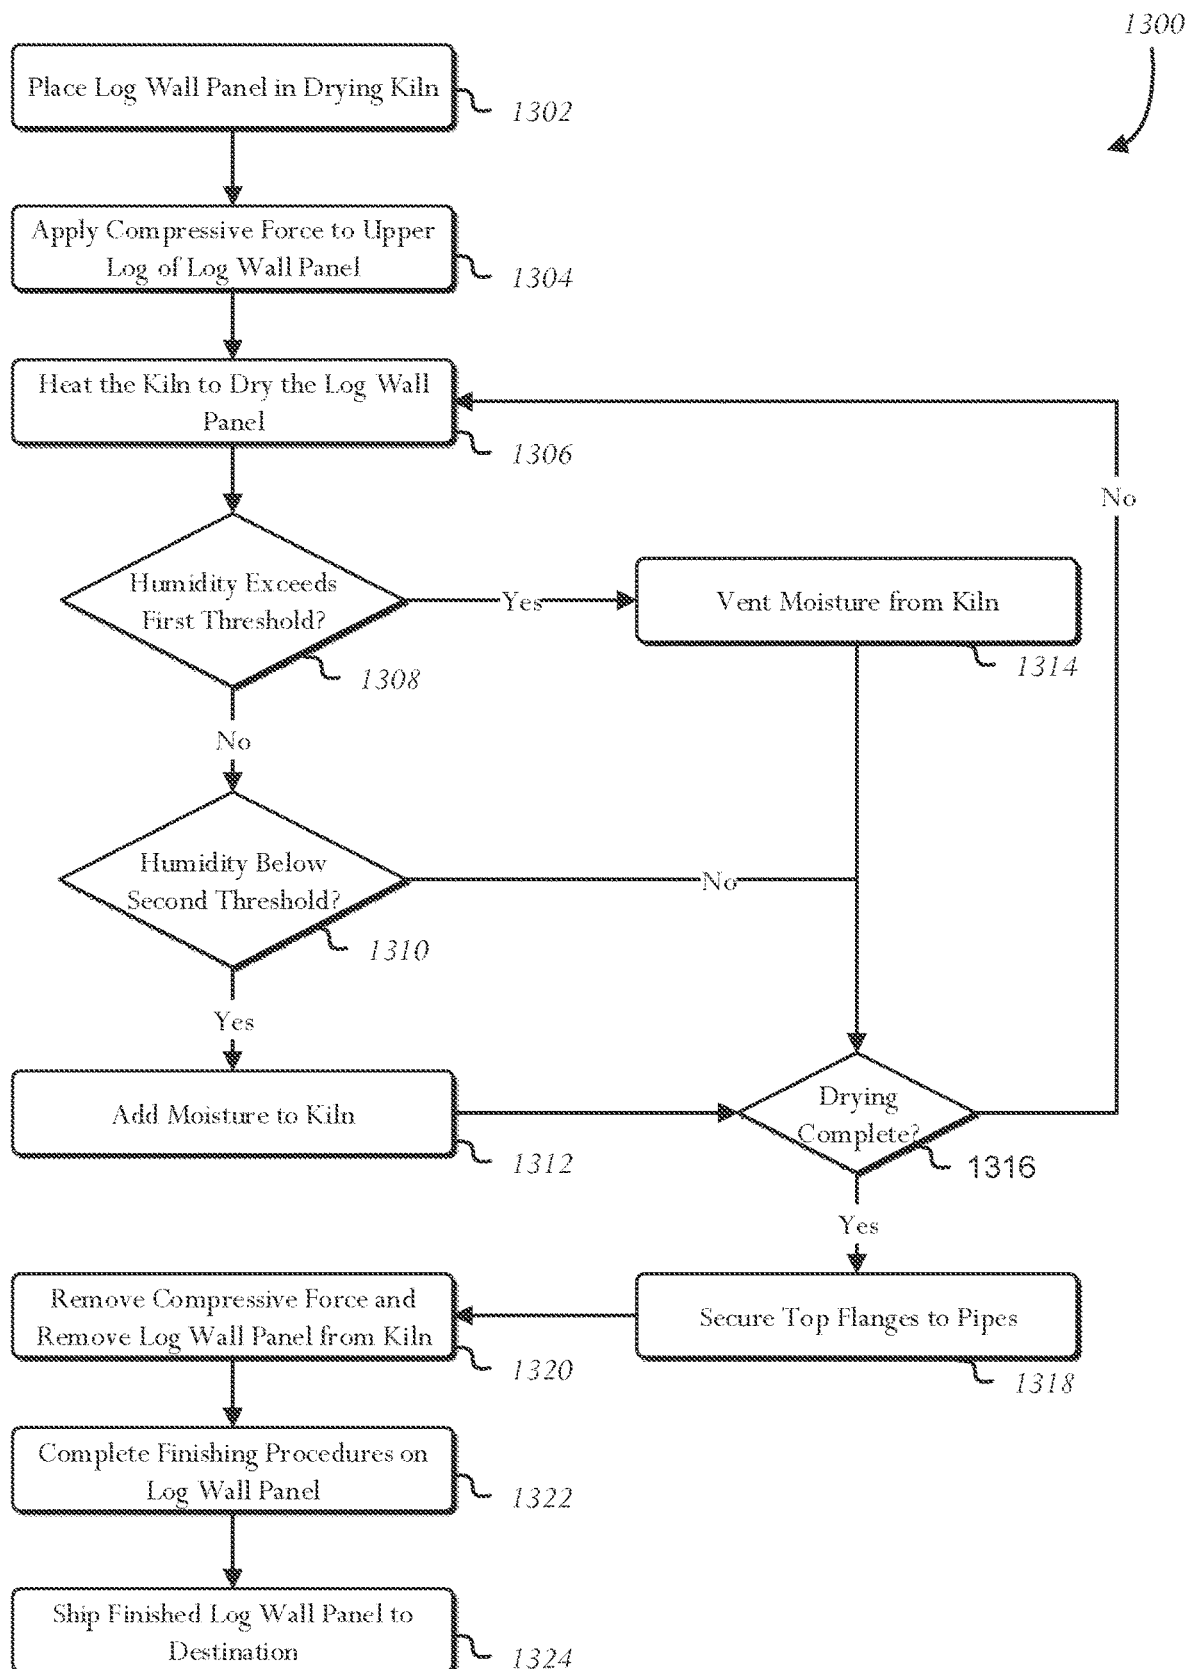 1300
Place Log Wall Panel in Drying Kiln
1302
Apply Compressive Force to Upper
Log of Log Wall Panel
1304
Heat the Kiln to Dry the Log Wall
Panel
1306
No
Humidity Exceeds
First Threshold?
1308
Yes
Vent Moisture from Kiln
1314
No
Humidity Below
Second Threshold?
1310
No
Yes
Add Moisture to Kiln
1312
Drying
Complete?
1316
Yes
Secure Top Flanges to Pipes
1318
Remove Compressive Force and
Remove Log Wall Panel from Kiln
1320
Complete Finishing Procedures on
Log Wall Panel
1322
Ship Finished Log Wall Panel to
Destination
1324